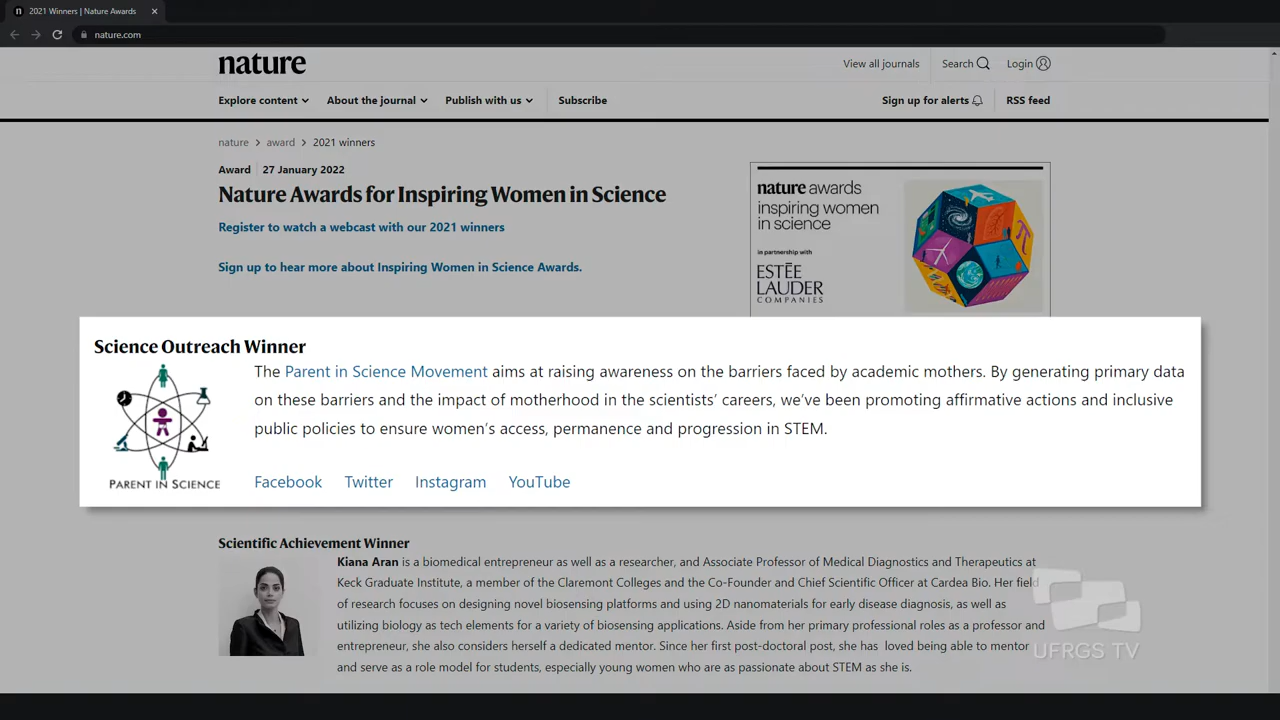 2021 Winners | Nature Awards
nature.com
nature
View all journals
Search
Login
Explore content
About the journal
Publish with us
Subscribe
Sign up for alerts
RSS feed
nature > award > 2021 winners
Award
27 January 2022
Nature Awards for Inspiring Women in Science
Register to watch a webcast with our 2021 winners
Sign up to hear more about Inspiring Women in Science Awards.
nature awards
inspiring women
in science
in partnership with
ESTĒE
LAUDER
COMPANIES
Science Outreach Winner
The Parent in Science Movement aims at raising awareness on the barriers faced by academic mothers. By generating primary data
on these barriers and the impact of motherhood in the scientists’ careers, we’ve been promoting affirmative actions and inclusive
public policies to ensure women’s access, permanence and progression in STEM.
PARENT IN SCIENCE
Facebook
Twitter
Instagram
YouTube
Scientific Achievement Winner
Kiana Aran is a biomedical entrepreneur as well as a researcher, and Associate Professor of Medical Diagnostics and Therapeutics at
Keck Graduate Institute, a member of the Claremont Colleges and the Co-Founder and Chief Scientific Officer at Cardea Bio. Her field
of research focuses on designing novel biosensing platforms and using 2D nanomaterials for early disease diagnosis, as well as
utilizing biology as tech elements for a variety of biosensing applications. Aside from her primary professional roles as a professor and
entrepreneur, she also considers herself a dedicated mentor. Since her first post-doctoral post, she has loved being able to mentor
and serve as a role model for students, especially young women who are as passionate about STEM as she is.
UFRGS TV